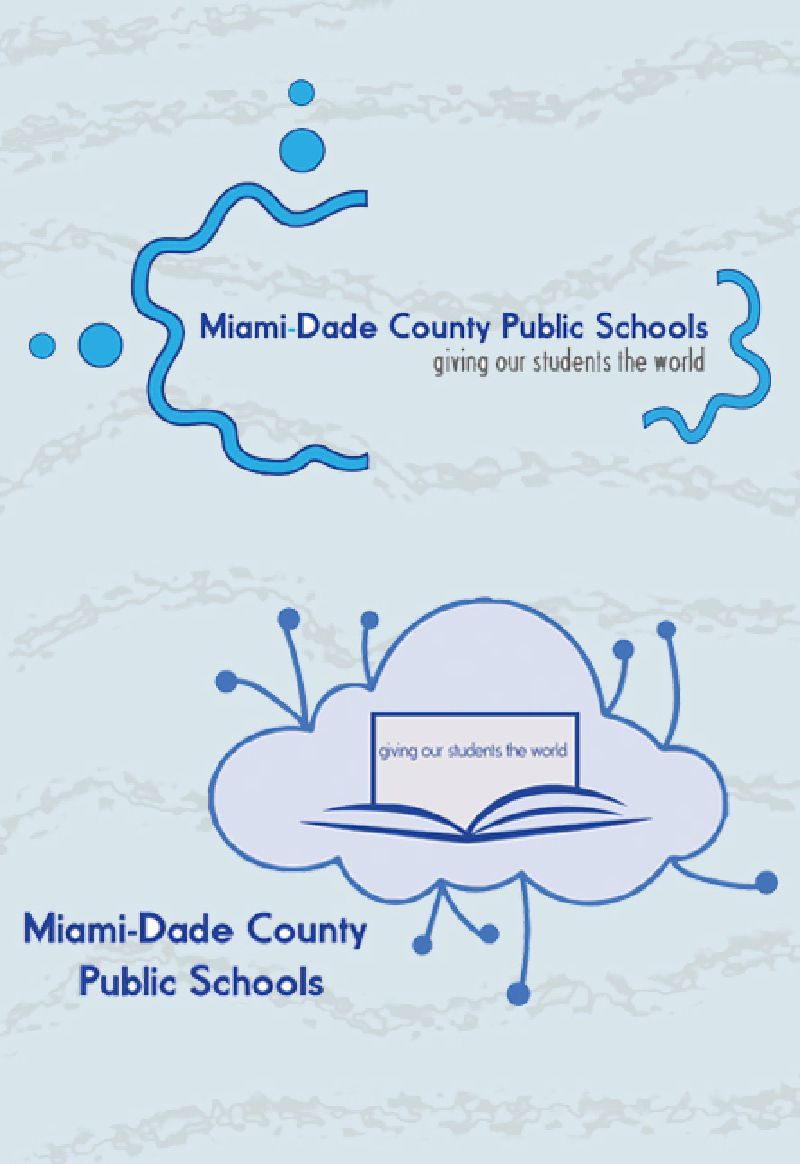 Miami-Dade County Public Schools
giving our students the world
giving our students the world
Miami-Dade County
Public Schools